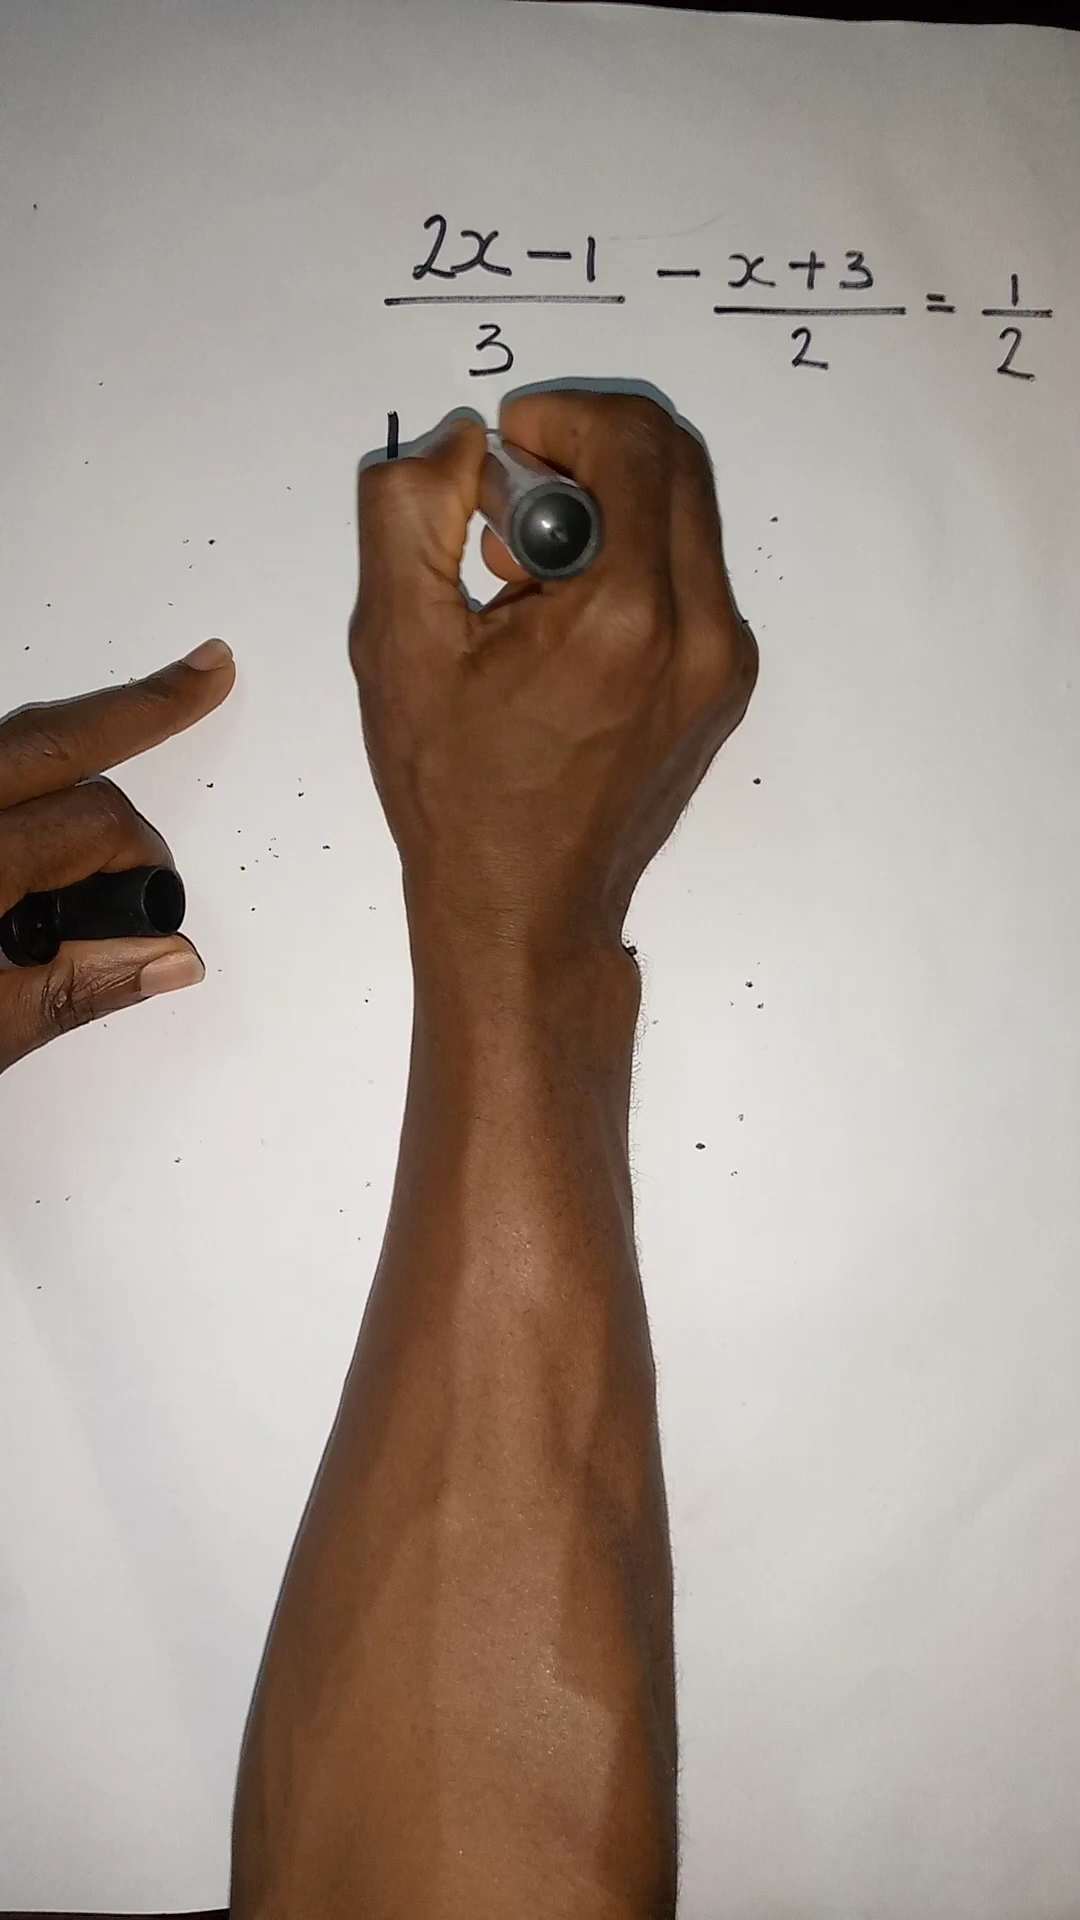 2x - 1 / 3 - x + 3 / 2 = 1 / 2